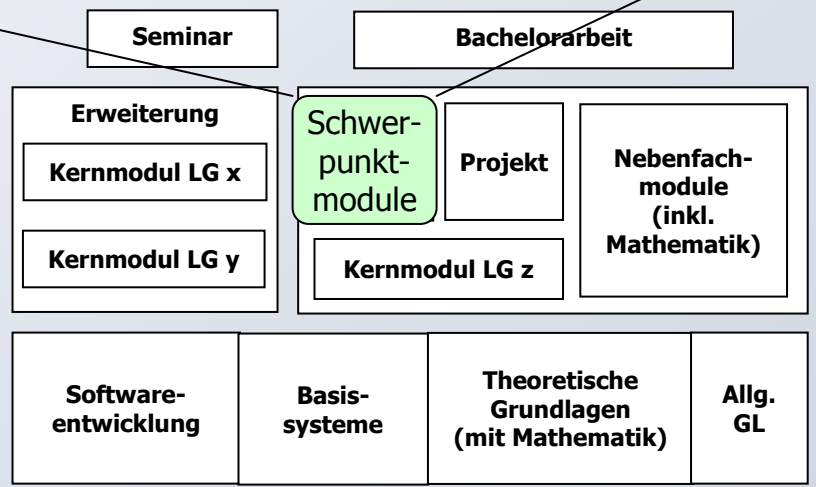 Seminar
Bachelorarbeit
Erweiterung
Kernmodul LG x
Kernmodul LG y
Schwer-
punkt-
module
Projekt
Nebenfach-
module
(inkl.
Mathematik)
Kernmodul LG z
Software-
entwicklung
Basis-
systeme
Theoretische
Grundlagen
(mit Mathematik)
Allg.
GL